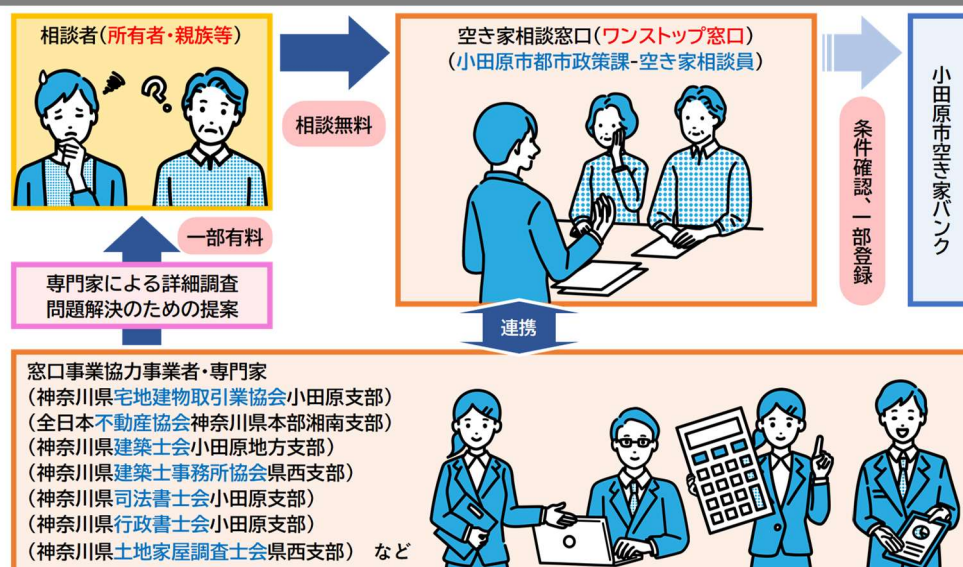 相談者(所有者・親族等)
相談無料
空き家相談窓口(ワンストップ窓口)
(小田原市都市政策課-空き家相談員)
条件確認、一部登録
小田原市空き家バンク
一部有料
専門家による詳細調査
問題解決のための提案
連携
窓口事業協力事業者・専門家
(神奈川県宅地建物取引業協会小田原支部)
(全日本不動産協会神奈川県本部湘南支部)
(神奈川県建築士会小田原地方支部)
(神奈川県建築士事務所協会県西支部)
(神奈川県司法書士会小田原支部)
(神奈川県行政書士会小田原支部)
(神奈川県土地家屋調査士会県西支部) など